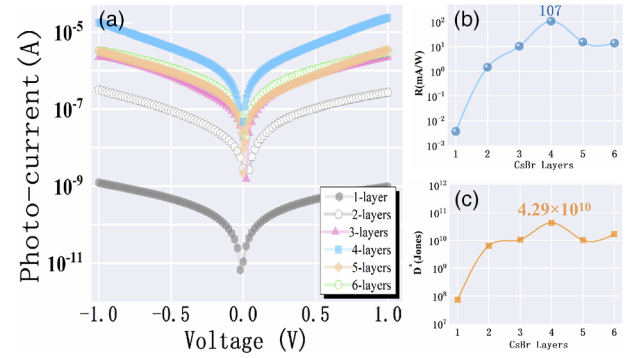 (a)
Photo-current (A)
10-5
10-7
10-9
10-11
1-layer
2-layers
3-layers
4-layers
5-layers
6-layers
-1.0 -0.5 0.0 0.5 1.0
Voltage (V)
(b)
107
R(mA/W)
10²
10¹
10⁰
10⁻¹
10⁻²
10⁻³
1 2 3 4 5 6
CsBr Layers
(c)
4.29×10¹⁰
D* (Jones)
10¹²
10¹¹
10¹⁰
10⁹
10⁸
10⁷
1 2 3 4 5 6
CsBr Layers